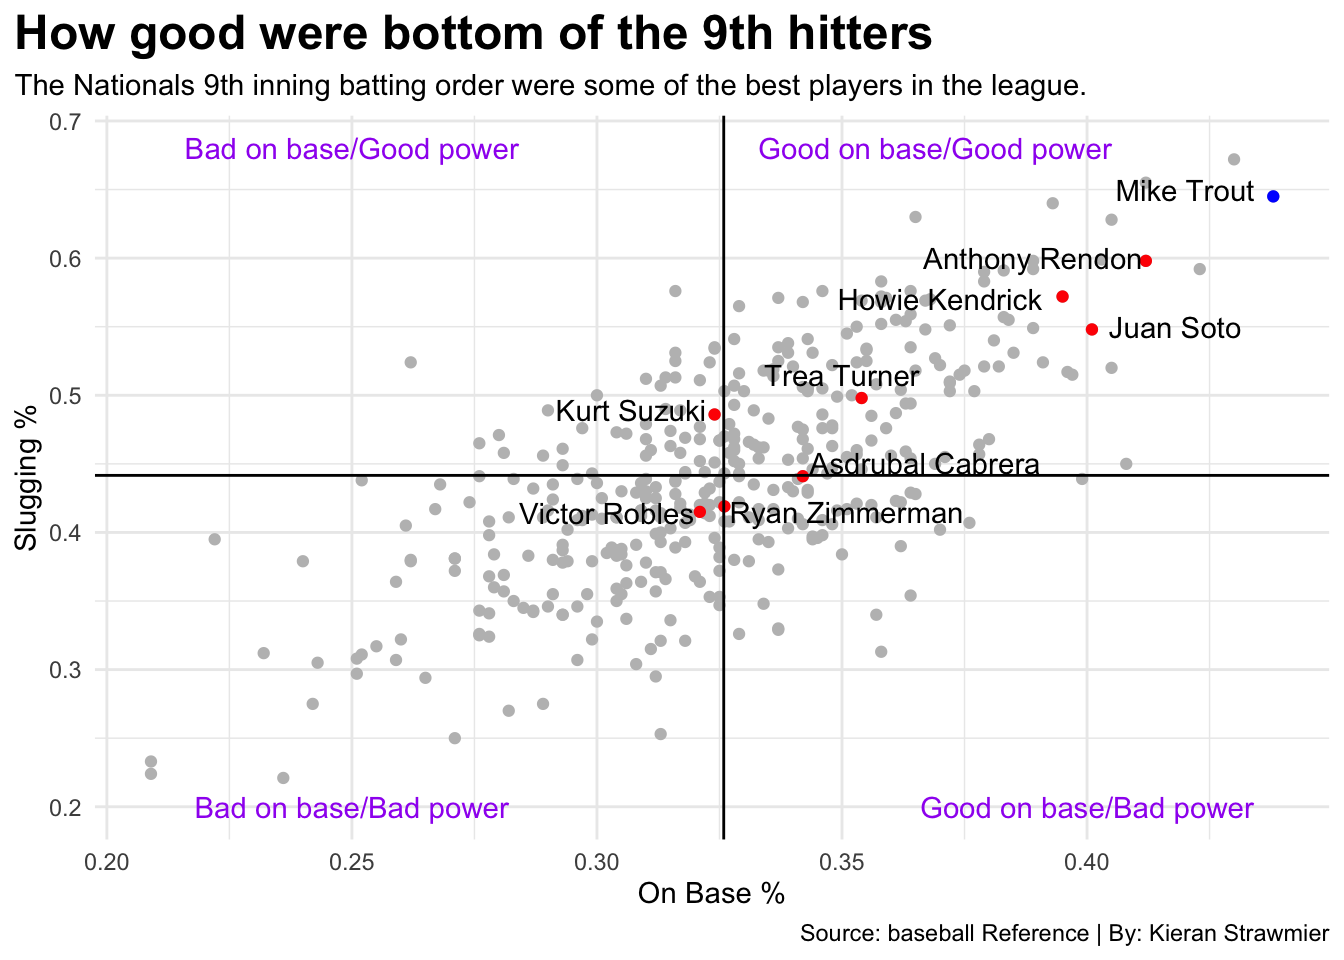 How good were bottom of the 9th hitters
The Nationals 9th inning batting order were some of the best players in the league.
0.7
Bad on base/Good power
Good on base/Good power
Mike Trout
0.6
Anthony Rendon
Howie Kendrick
Juan Soto
Trea Turner
0.5
Kurt Suzuki
Slugging %
Asdrubal Cabrera
Victor Robles
Ryan Zimmerman
0.4
0.3
0.2
Bad on base/Bad power
Good on base/Bad power
0.20
0.25
0.30
0.35
0.40
On Base %
Source: baseball Reference | By: Kieran Strawmier